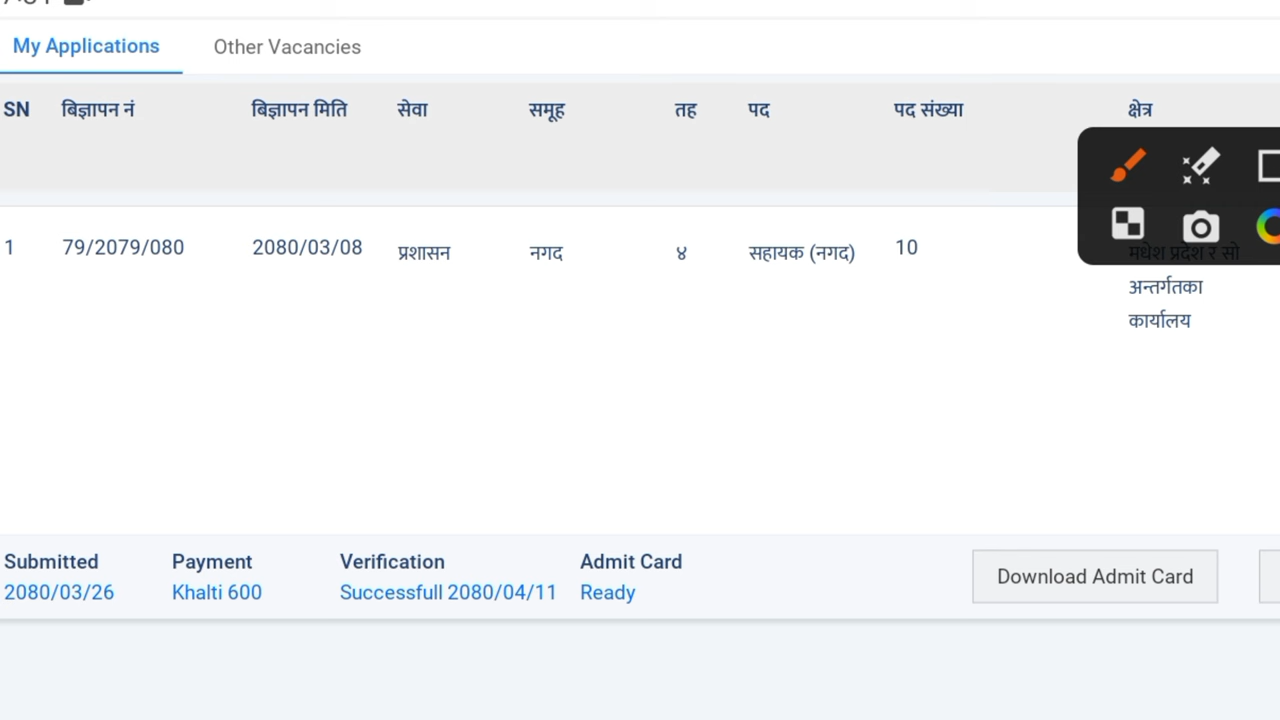 My Applications Other Vacancies
SN बिज्ञापन नं बिज्ञापन मिति सेवा समूह तह पद पद संख्या क्षेत्र
1 79/2079/080 2080/03/08 प्रशासन नगद ४ सहायक (नगद) 10 मधेश प्रदेश र सो
अन्तर्गतका
कार्यालय
Submitted Payment Verification Admit Card
2080/03/26 Khalti 600 Successfull 2080/04/11 Ready
Download Admit Card